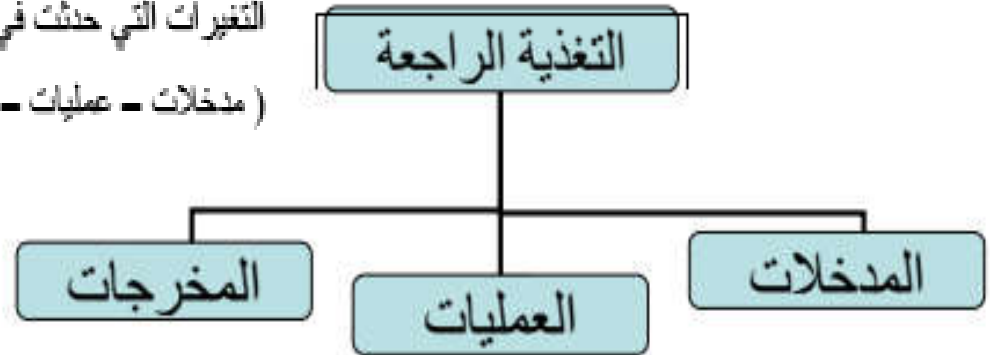 التغيرات التي حدثت في
( مدخلات – عمليات –
التغذية الراجعة
المدخلات
العمليات
المخرجات